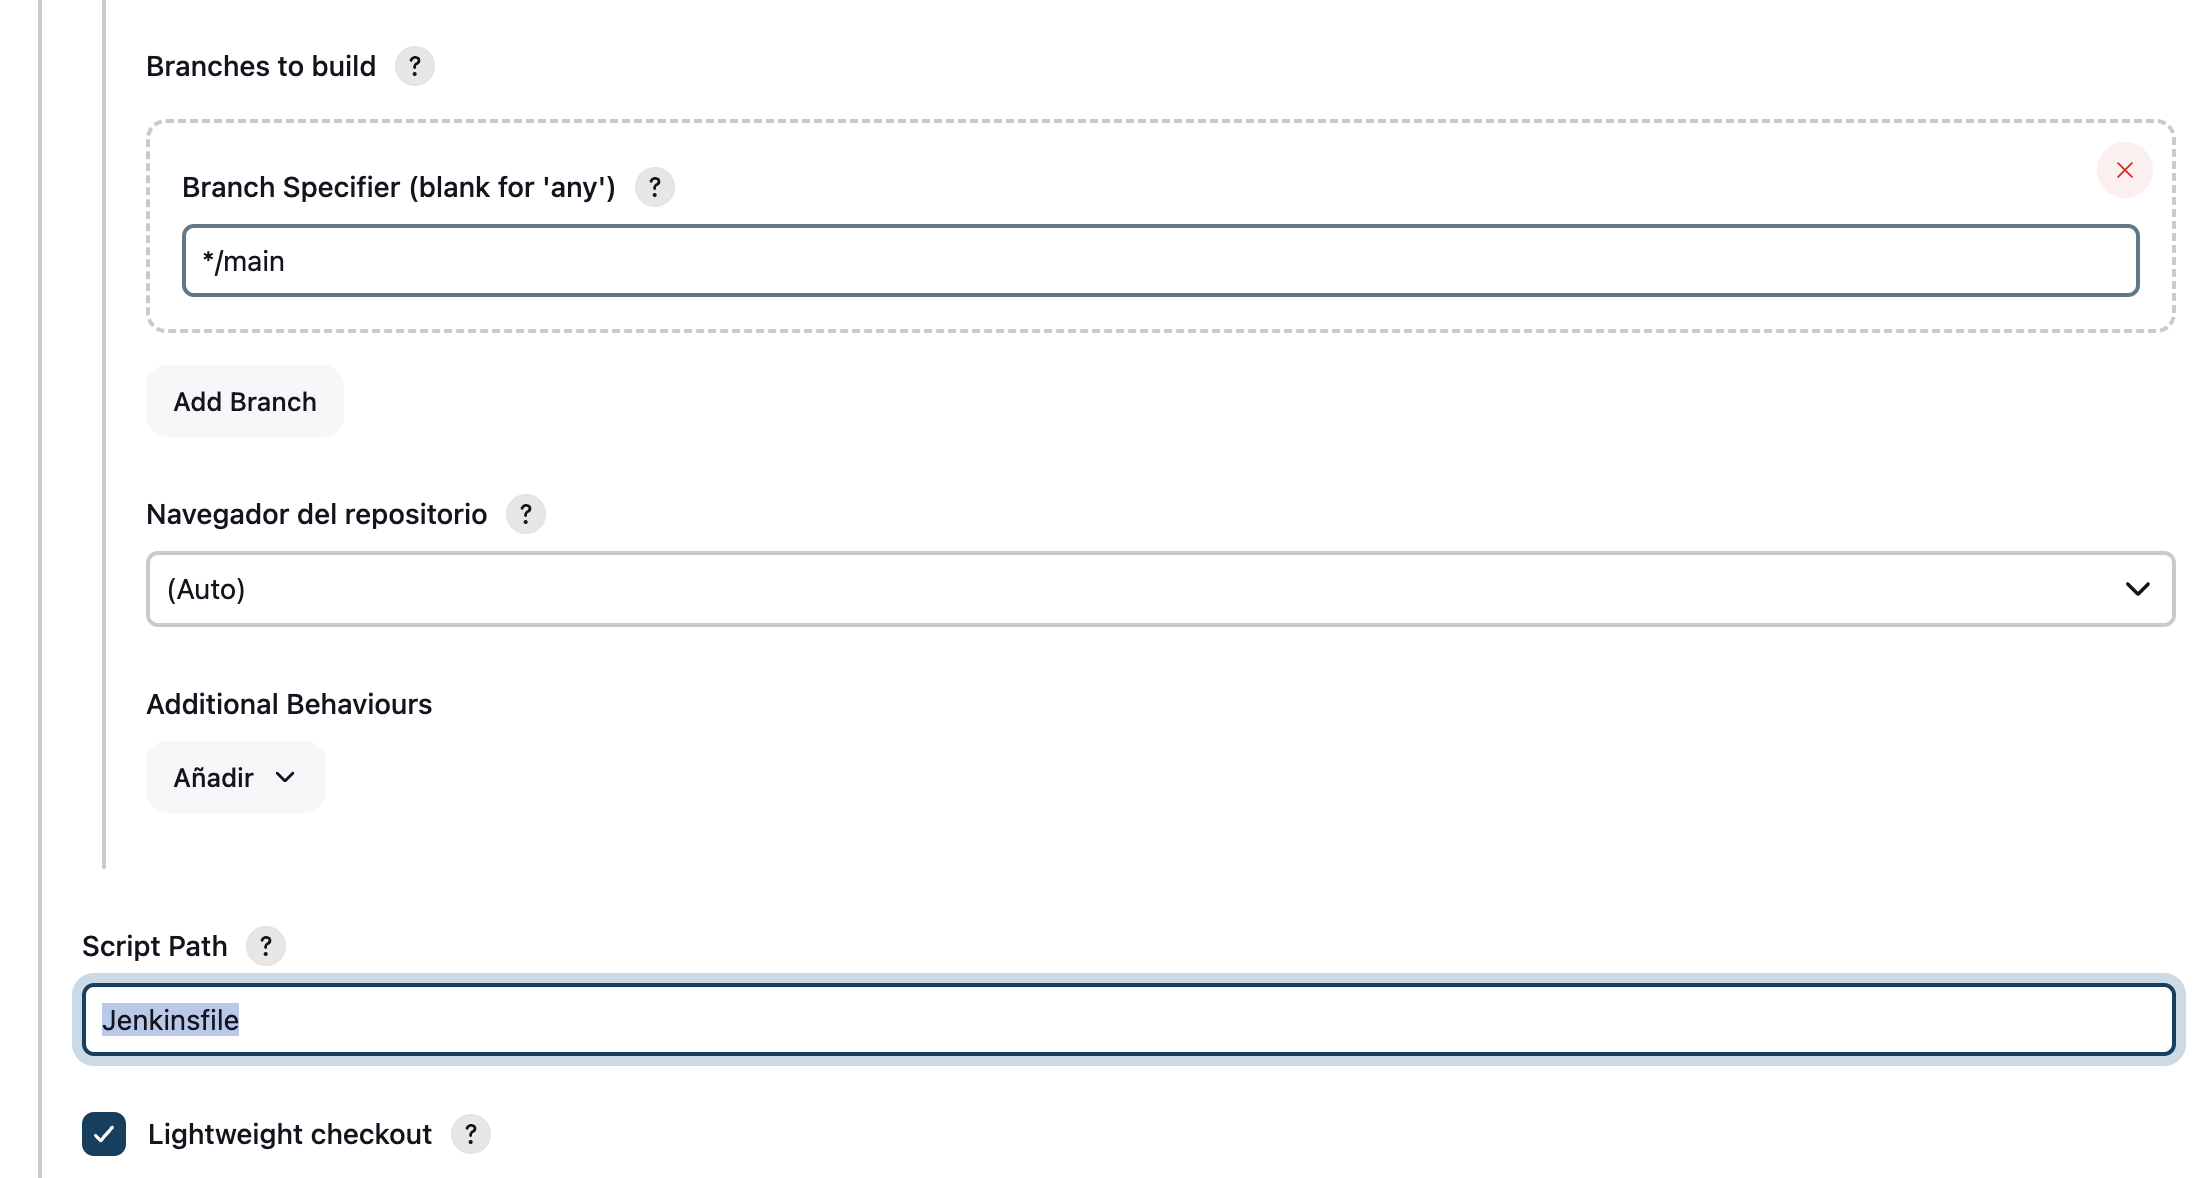 Branches to build ?
Branch Specifier (blank for 'any') ?
*/main
Add Branch
Navegador del repositorio ?
(Auto)
Additional Behaviours
Añadir
Script Path ?
Jenkinsfile
Lightweight checkout ?